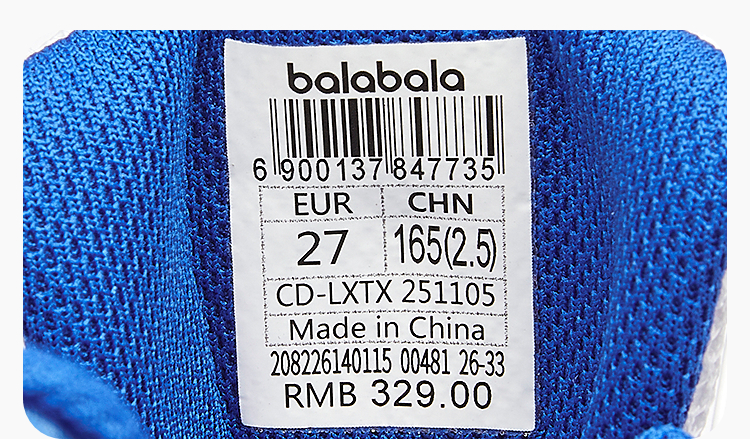 balabala
6 900137 847735
EUR CHN
27 165(2.5)
CD-LXTX 251105
Made in China
208226140115 00481 26-33
RMB 329.00